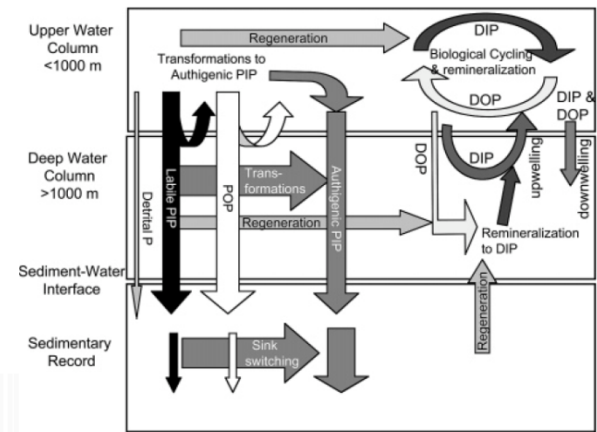 Upper Water
Column
<1000 m
Regeneration
Transformations to
Authigenic PIP
DIP
Biological Cycling
& remineralization
DOP
DIP &
DOP
Deep Water
Column
>1000 m
Detrital P
Labile PIP
POP
Trans-
formations
Authigenic PIP
Regeneration
DOP
DIP
upwelling
downwelling
Remineralization
to DIP
Sediment-Water
Interface
Regeneration
Sedimentary
Record
Sink
switching